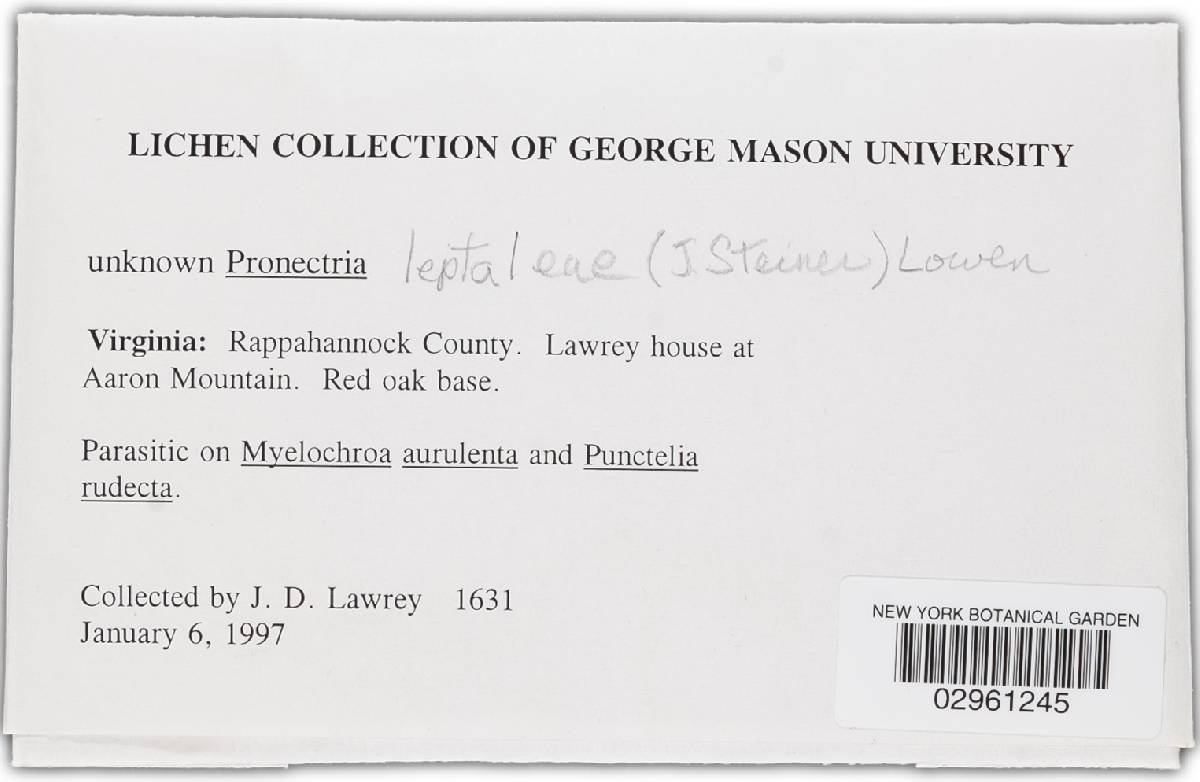 LICHEN COLLECTION OF GEORGE MASON UNIVERSITY
unknown Pronectria leptaleae (J. Steiner) Lowen
Virginia: Rappahannock County. Lawrey house at
Aaron Mountain. Red oak base.
Parasitic on Myelochroa aurulenta and Punctelia
rudecta.
Collected by J. D. Lawrey 1631
January 6, 1997
NEW YORK BOTANICAL GARDEN
02961245